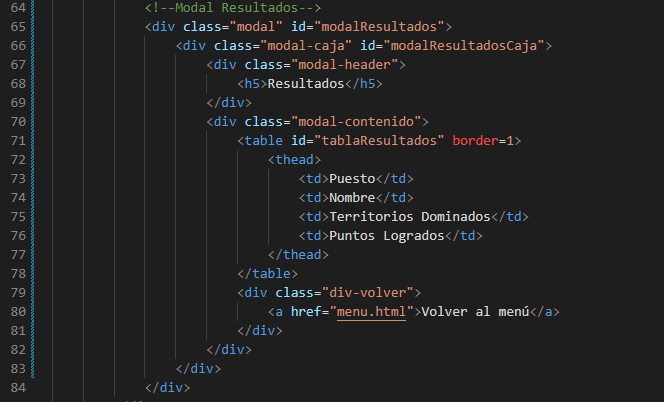 64 <!--Modal Resultados-->
65 <div class="modal" id="modalResultados">
66 <div class="modal-caja" id="modalResultadosCaja">
67 <div class="modal-header">
68 <h5>Resultados</h5>
69 </div>
70 <div class="modal-contenido">
71 <table id="tablaResultados" border=1>
72 <thead>
73 <td>Puesto</td>
74 <td>Nombre</td>
75 <td>Territorios Dominados</td>
76 <td>Puntos Logrados</td>
77 </thead>
78 </table>
79 <div class="div-volver">
80 <a href="menu.html">Volver al menú</a>
81 </div>
82 </div>
83 </div>
84 </div>